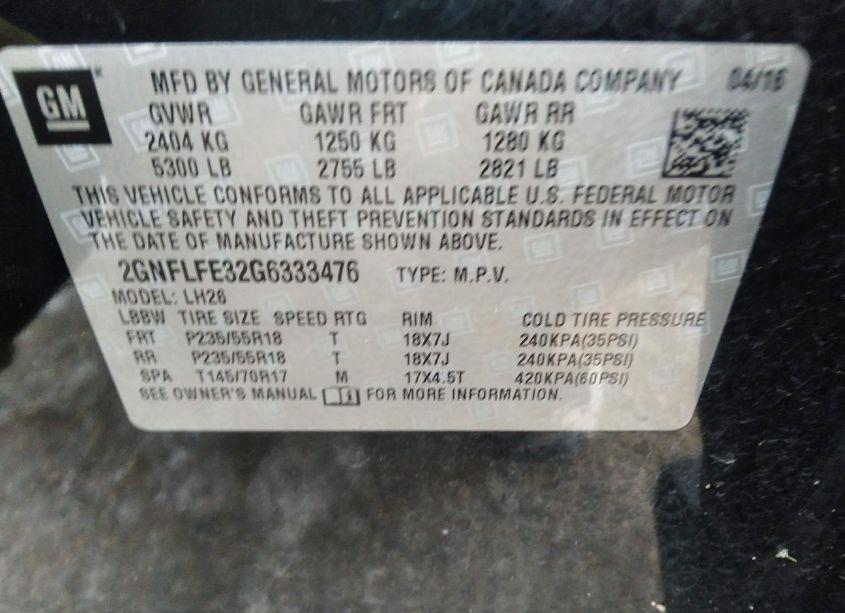 GM
MFD BY GENERAL MOTORS OF CANADA COMPANY 04/16
GVWR GAWR FRT GAWR RR
2404 KG 1250 KG 1280 KG
5300 LB 2755 LB 2821 LB
THIS VEHICLE CONFORMS TO ALL APPLICABLE U.S. FEDERAL MOTOR
VEHICLE SAFETY AND THEFT PREVENTION STANDARDS IN EFFECT ON
THE DATE OF MANUFACTURE SHOWN ABOVE.
2GNFLFE32G6333476 TYPE: M.P.V.
MODEL: LH26
LBBW TIRE SIZE SPEED RTG RIM COLD TIRE PRESSURE
FRT P235/55R18 T 18X7J 240KPA(35PSI)
RR P235/55R18 T 18X7J 240KPA(35PSI)
SPA T145/70R17 M 17X4.5T 420KPA(60PSI)
SEE OWNER'S MANUAL FOR MORE INFORMATION.